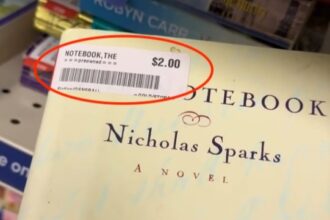 ROBYN CARR
NOTEBOOK, THE
$2.00
OTEBOOK
Nicholas Sparks
A NOVEL